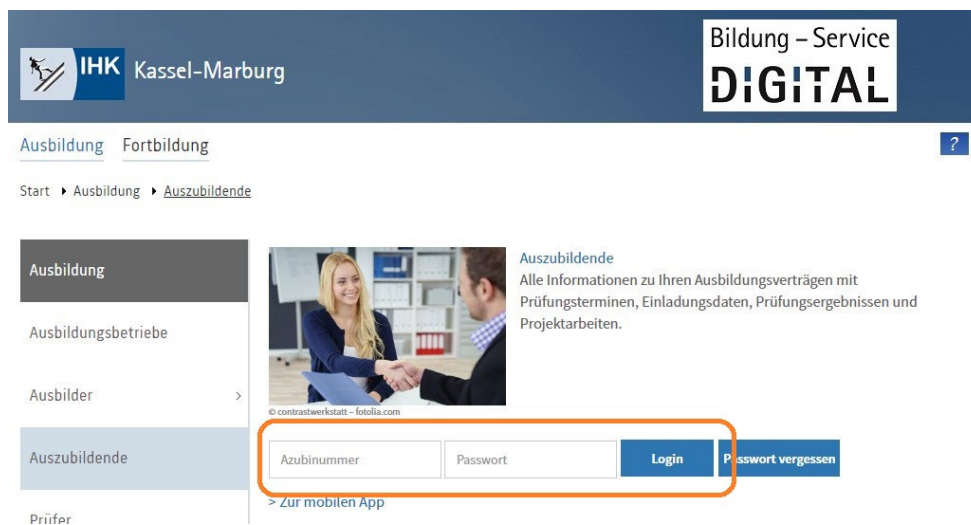 IHK Kassel-Marburg
Bildung – Service
DIGITAL
Ausbildung Fortbildung
?
Start Ausbildung Auszubildende
Ausbildung
Ausbildungsbetriebe
Ausbilder >
Auszubildende
Prüfer
Auszubildende
Alle Informationen zu Ihren Ausbildungsverträgen mit
Prüfungsterminen, Einladungsdaten, Prüfungsergebnissen und
Projektarbeiten.
© contrastwerkstatt – fotolia.com
Azubinummer Passwort Login Passwort vergessen
> Zur mobilen App